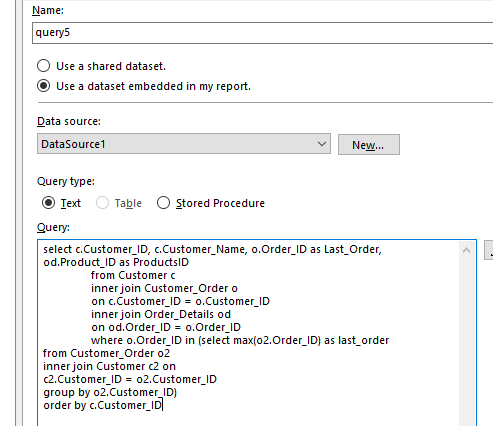 Name:
query5
Use a shared dataset.
Use a dataset embedded in my report.
Data source:
DataSource1
New...
Query type:
Text
Table
Stored Procedure
Query:
select c.Customer_ID, c.Customer_Name, o.Order_ID as Last_Order,
od.Product_ID as ProductsID
from Customer c
inner join Customer_Order o
on c.Customer_ID = o.Customer_ID
inner join Order_Details od
on od.Order_ID = o.Order_ID
where o.Order_ID in (select max(o2.Order_ID) as last_order
from Customer_Order o2
inner join Customer c2 on
c2.Customer_ID = o2.Customer_ID
group by o2.Customer_ID)
order by c.Customer_ID